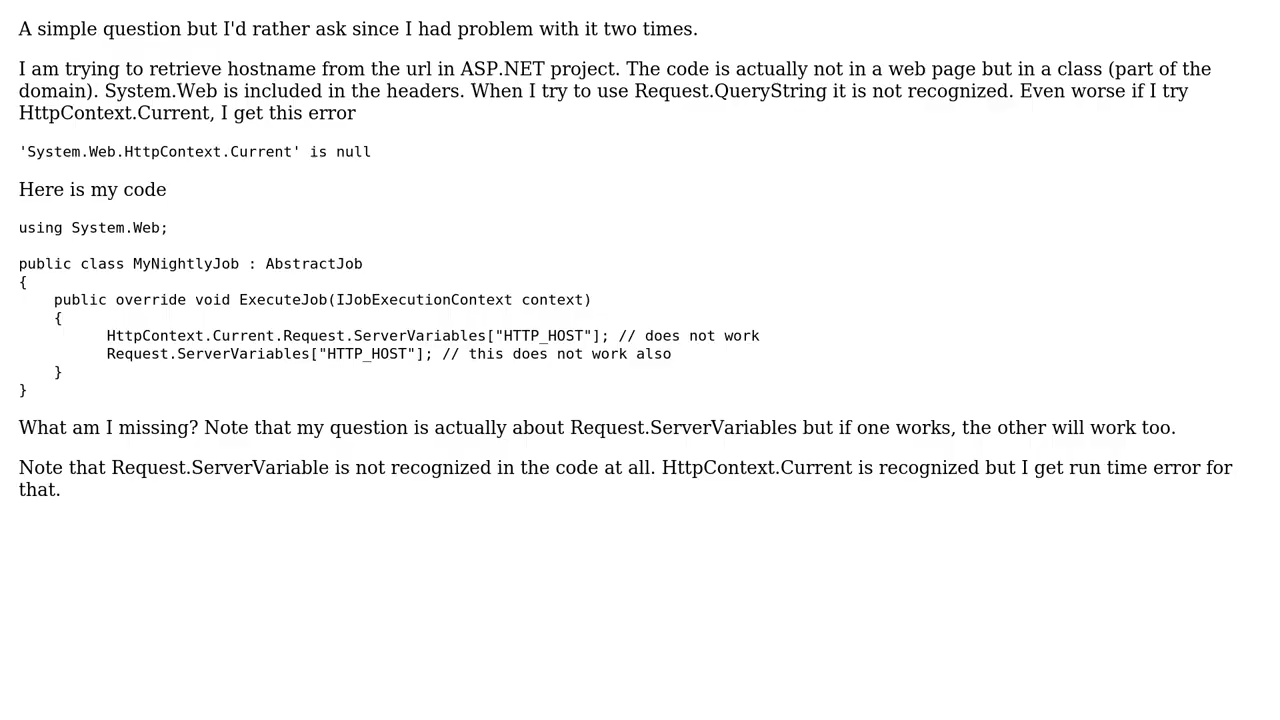 A simple question but I'd rather ask since I had problem with it two times.
I am trying to retrieve hostname from the url in ASP.NET project. The code is actually not in a web page but in a class (part of the
domain). System.Web is included in the headers. When I try to use Request.QueryString it is not recognized. Even worse if I try
HttpContext.Current, I get this error
'System.Web.HttpContext.Current' is null
Here is my code
using System.Web;
public class MyNightlyJob : AbstractJob
{
    public override void ExecuteJob(IJobExecutionContext context)
    {
          HttpContext.Current.Request.ServerVariables["HTTP_HOST"]; // does not work
          Request.ServerVariables["HTTP_HOST"]; // this does not work also
    }
}
What am I missing? Note that my question is actually about Request.ServerVariables but if one works, the other will work too.
Note that Request.ServerVariable is not recognized in the code at all. HttpContext.Current is recognized but I get run time error for
that.